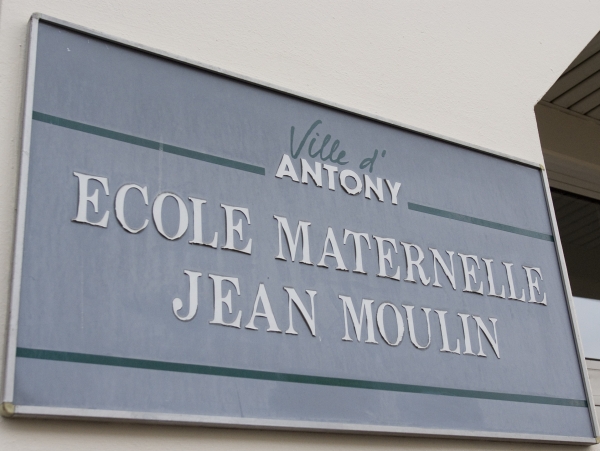 Ville d'
ANTONY
ECOLE MATERNELLE
JEAN MOULIN